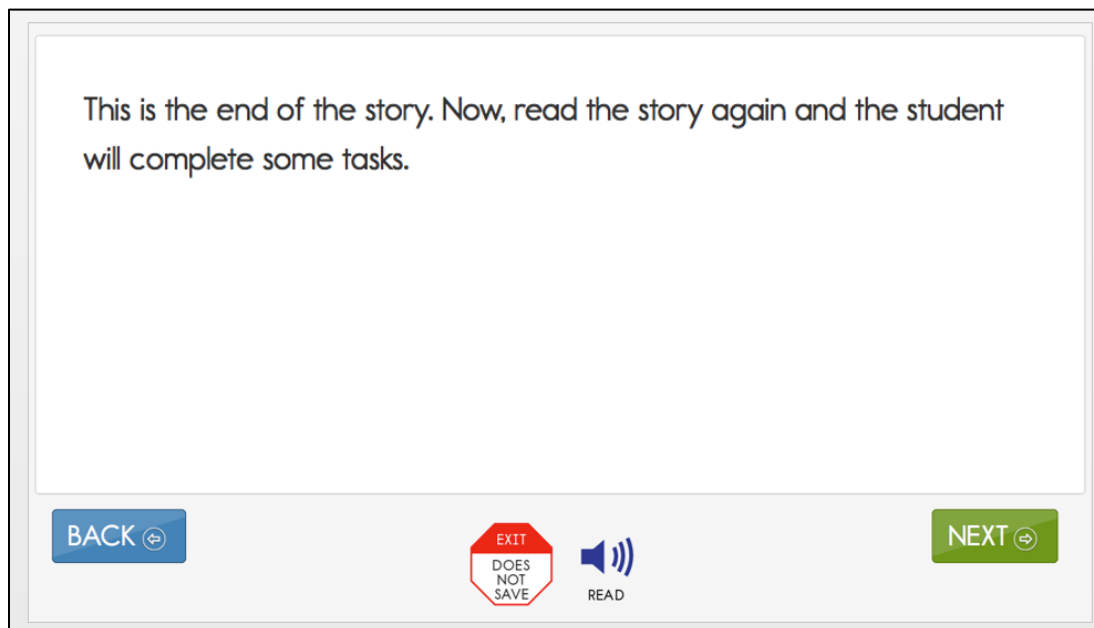 This is the end of the story. Now, read the story again and the student
will complete some tasks.
BACK
EXIT
DOES
NOT
SAVE
READ
NEXT